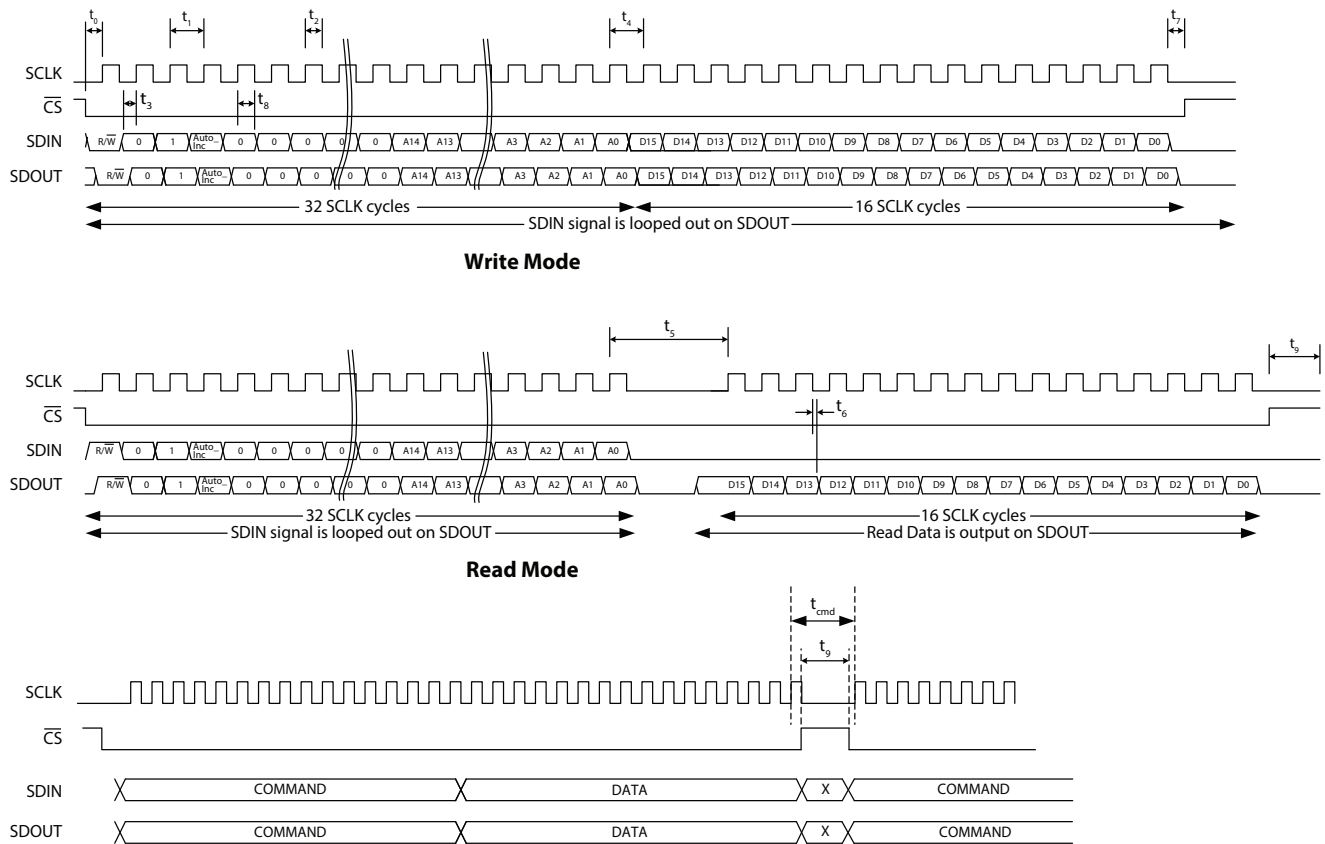 t0 t1 t2 t4 t7
SCLK
CS
t3 t8
SDIN R/W 0 1 Auto_ Inc 0 0 0 0 0 A14 A13 A3 A2 A1 A0 D15 D14 D13 D12 D11 D10 D9 D8 D7 D6 D5 D4 D3 D2 D1 D0
SDOUT R/W 0 1 Auto_ Inc 0 0 0 0 0 A14 A13 A3 A2 A1 A0 D15 D14 D13 D12 D11 D10 D9 D8 D7 D6 D5 D4 D3 D2 D1 D0
32 SCLK cycles 16 SCLK cycles
SDIN signal is looped out on SDOUT
Write Mode
t5 t9
SCLK
CS
t6
SDIN R/W 0 1 Auto_ Inc 0 0 0 0 0 A14 A13 A3 A2 A1 A0
SDOUT R/W 0 1 Auto_ Inc 0 0 0 0 0 A14 A13 A3 A2 A1 A0 D15 D14 D13 D12 D11 D10 D9 D8 D7 D6 D5 D4 D3 D2 D1 D0
32 SCLK cycles 16 SCLK cycles
SDIN signal is looped out on SDOUT Read Data is output on SDOUT
Read Mode
tcmd
t9
SCLK
CS
SDIN COMMAND DATA X COMMAND
SDOUT COMMAND DATA X COMMAND